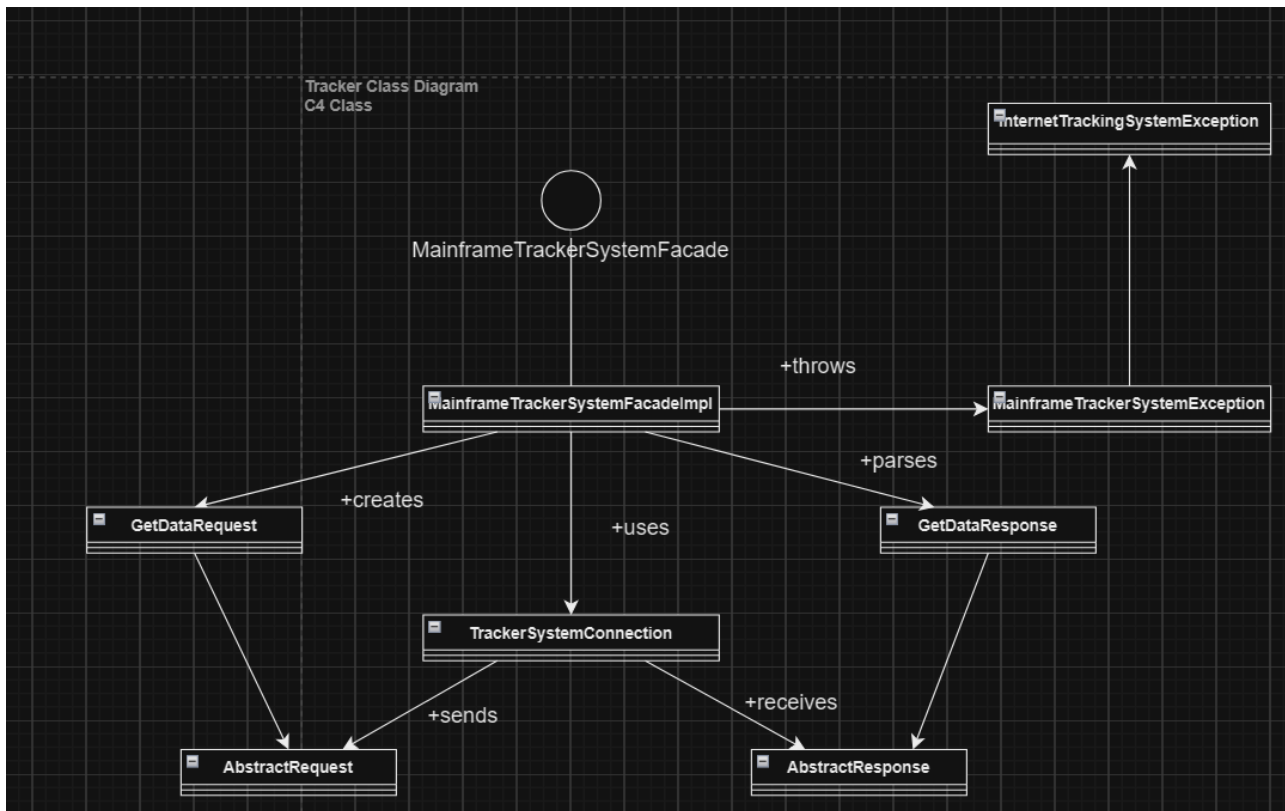 Tracker Class Diagram
C4 Class
InternetTrackingSystemException
MainframeTrackerSystemFacade
+throws
MainframeTrackerSystemFacadeImpl
MainframeTrackerSystemException
+parses
+creates
GetDataRequest
+uses
GetDataResponse
TrackerSystemConnection
+sends
+receives
AbstractRequest
AbstractResponse